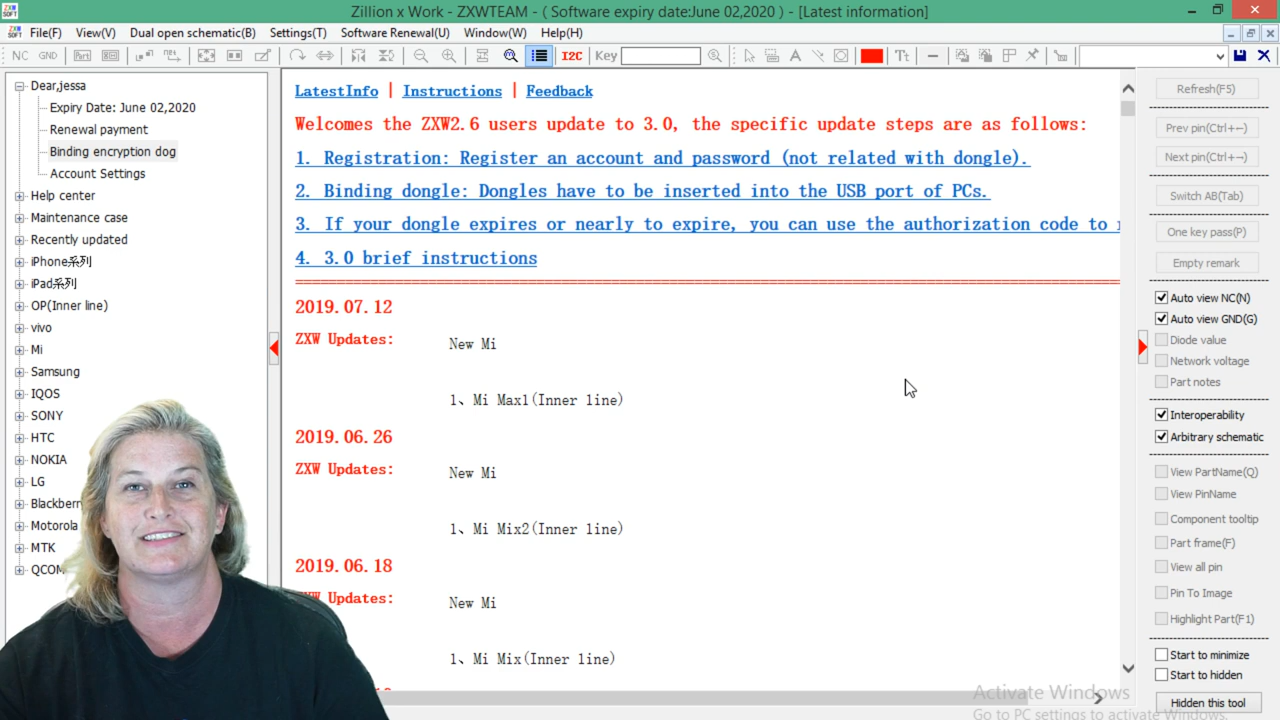 ZXW SOFT Zillion x Work - ZXWTEAM - ( Software expiry date:June 02,2020 ) - [Latest information]
File(F) View(V) Dual open schematic(B) Settings(T) Software Renewal(U) Window(W) Help(H)
NC GND Part I2C Key A Tt
Dear,jessa
Expiry Date: June 02,2020
Renewal payment
Binding encryption dog
Account Settings
Help center
Maintenance case
Recently updated
iPhone系列
iPad系列
OP(Inner line)
vivo
Mi
Samsung
IQOS
SONY
HTC
NOKIA
LG
Blackberr
Motorola
MTK
QCOM
LatestInfo | Instructions | Feedback
Welcomes the ZXW2.6 users update to 3.0, the specific update steps are as follows:
1. Registration: Register an account and password (not related with dongle).
2. Binding dongle: Dongles have to be inserted into the USB port of PCs.
3. If your dongle expires or nearly to expire, you can use the authorization code to
4. 3.0 brief instructions
================================================================
2019.07.12
ZXW Updates: New Mi
1、Mi Max1(Inner line)
2019.06.26
ZXW Updates: New Mi
1、Mi Mix2(Inner line)
2019.06.18
Updates: New Mi
1、Mi Mix(Inner line)
Refresh(F5)
Prev pin(Ctrl+←)
Next pin(Ctrl+→)
Switch AB(Tab)
One key pass(P)
Empty remark
Auto view NC(N)
Auto view GND(G)
Diode value
Network voltage
Part notes
Interoperability
Arbitrary schematic
View PartName(Q)
View PinName
Component tooltip
Part frame(F)
View all pin
Pin To Image
Highlight Part(F1)
Start to minimize
Start to hidden
Hidden this tool
Activate Windows
Go to PC settings to activate Windows.